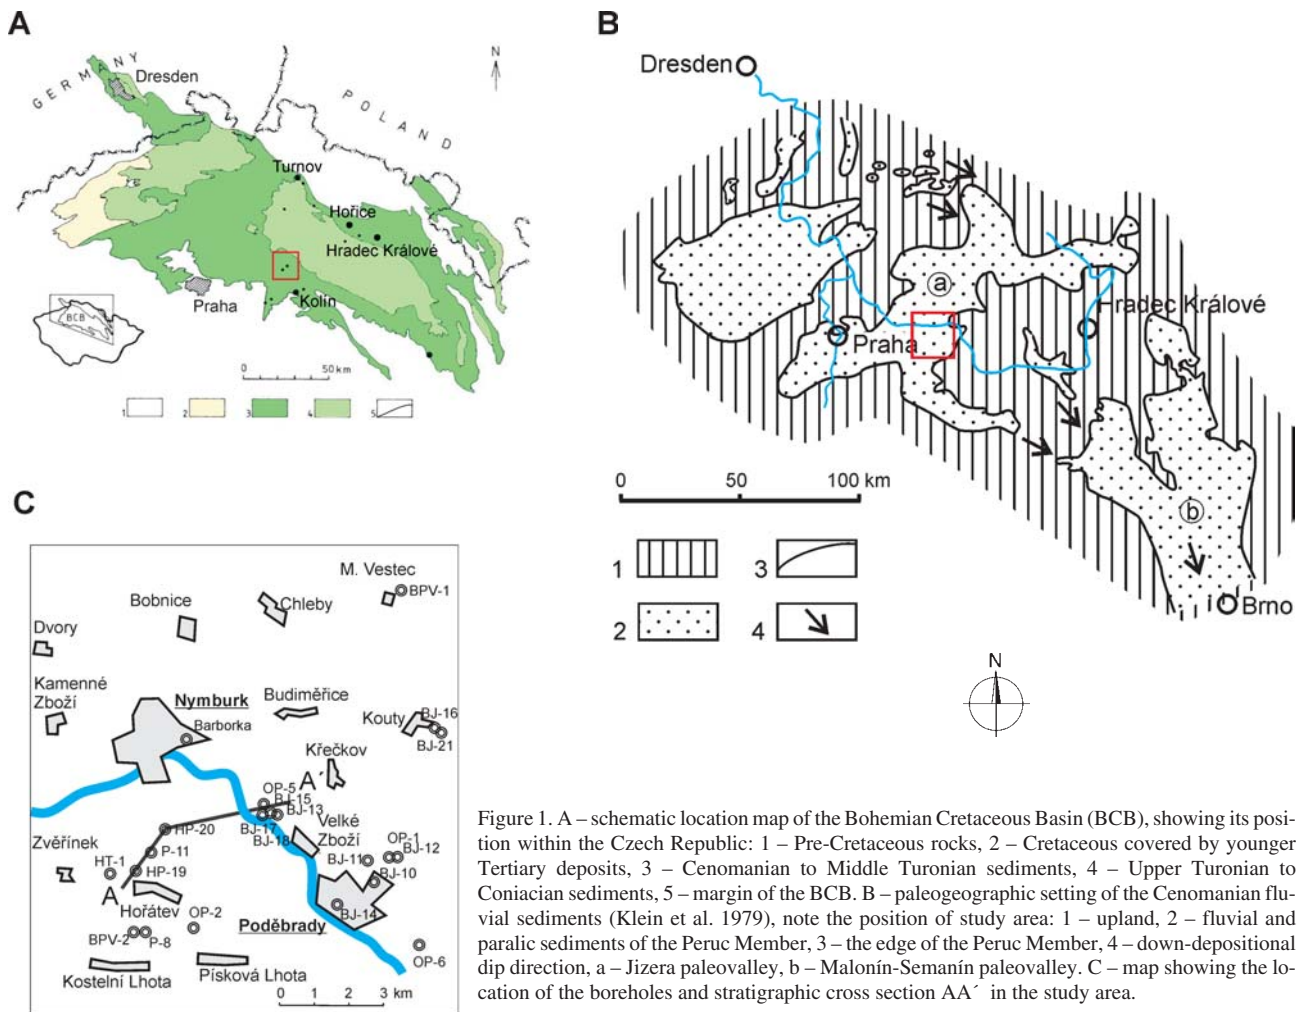 A
GERMANY
Dresden
POLAND
N
Turnov
Hořice
Hradec Králové
Praha
Kolín
BCB
0 50 km
1 2 3 4 5
B
Dresden
a
Hradec Králové
Praha
b
Brno
0 50 100 km
1 3
2 4
N
C
M. Vestec
BPV-1
Bobnice
Chleby
Dvory
Kamenné
Zboží
Nymburk
Budiměřice
Barborka
Kouty
BJ-16
BJ-21
Křečkov
A´
OP-5
BJ-15
BJ-13
BJ-17
BJ-18
Velké
Zboží
HP-20
OP-1
BJ-12
BJ-11
BJ-10
Zvěřínek
P-11
HT-1
HP-19
A
Hořátev
OP-2
BJ-14
Poděbrady
BPV-2
P-8
OP-6
Kostelní Lhota
Písková Lhota
0 1 2 3 km
Figure 1. A – schematic location map of the Bohemian Cretaceous Basin (BCB), showing its posi-
tion within the Czech Republic: 1 – Pre-Cretaceous rocks, 2 – Cretaceous covered by younger
Tertiary deposits, 3 – Cenomanian to Middle Turonian sediments, 4 – Upper Turonian to
Coniacian sediments, 5 – margin of the BCB. B – paleogeographic setting of the Cenomanian flu-
vial sediments (Klein et al. 1979), note the position of study area: 1 – upland, 2 – fluvial and
paralic sediments of the Peruc Member, 3 – the edge of the Peruc Member, 4 – down-depositional
dip direction, a – Jizera paleovalley, b – Malonín-Semanín paleovalley. C – map showing the lo-
cation of the boreholes and stratigraphic cross section AA´ in the study area.